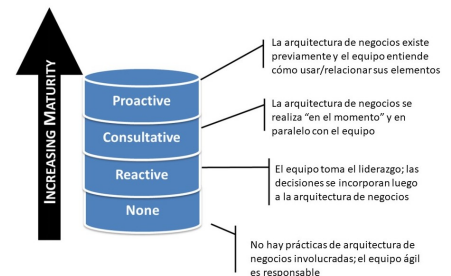 INCREASING MATURITY
Proactive
Consultative
Reactive
None
La arquitectura de negocios existe
previamente y el equipo entiende
cómo usar/relacionar sus elementos
La arquitectura de negocios se
realiza “en el momento” y en
paralelo con el equipo
El equipo toma el liderazgo; las
decisiones se incorporan luego
a la arquitectura de negocios
No hay prácticas de arquitectura de
negocios involucradas; el equipo ágil
es responsable